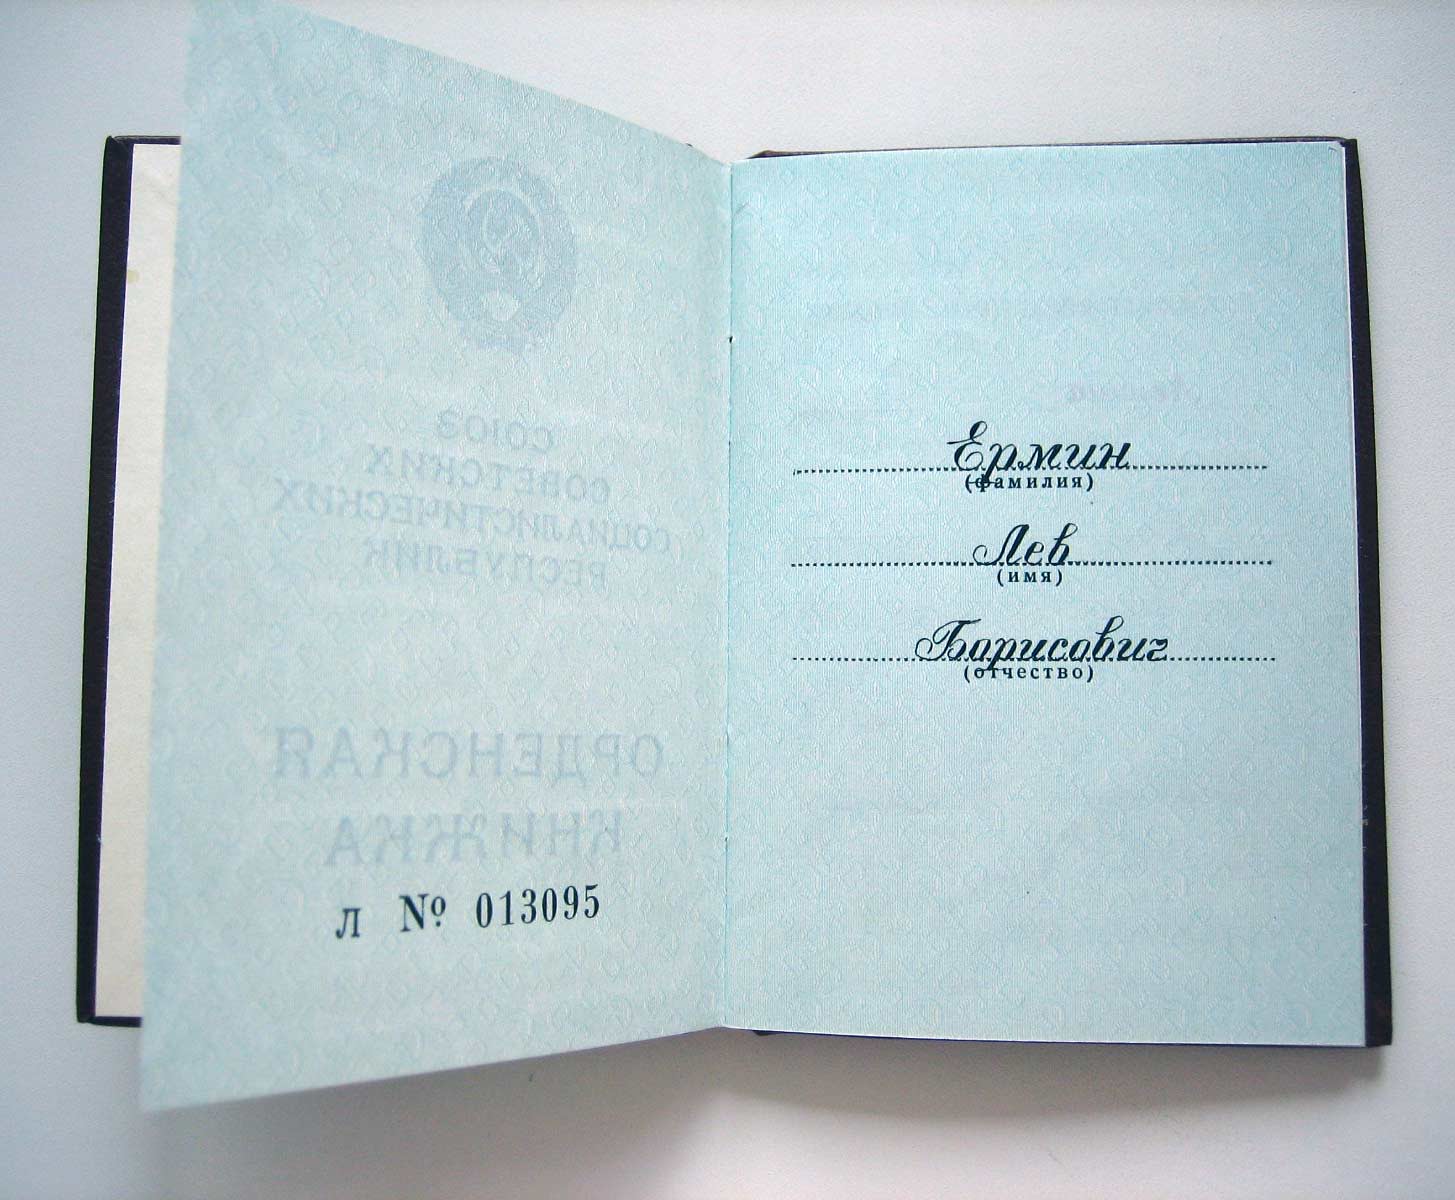 СОЮЗ
СОВЕТСКИХ
СОЦИАЛИСТИЧЕСКИХ
РЕСПУБЛИК
ОРДЕНСКАЯ
КНИЖКА
Л № 013095
Ермин
(фамилия)
Лев
(имя)
Борисович
(отчество)